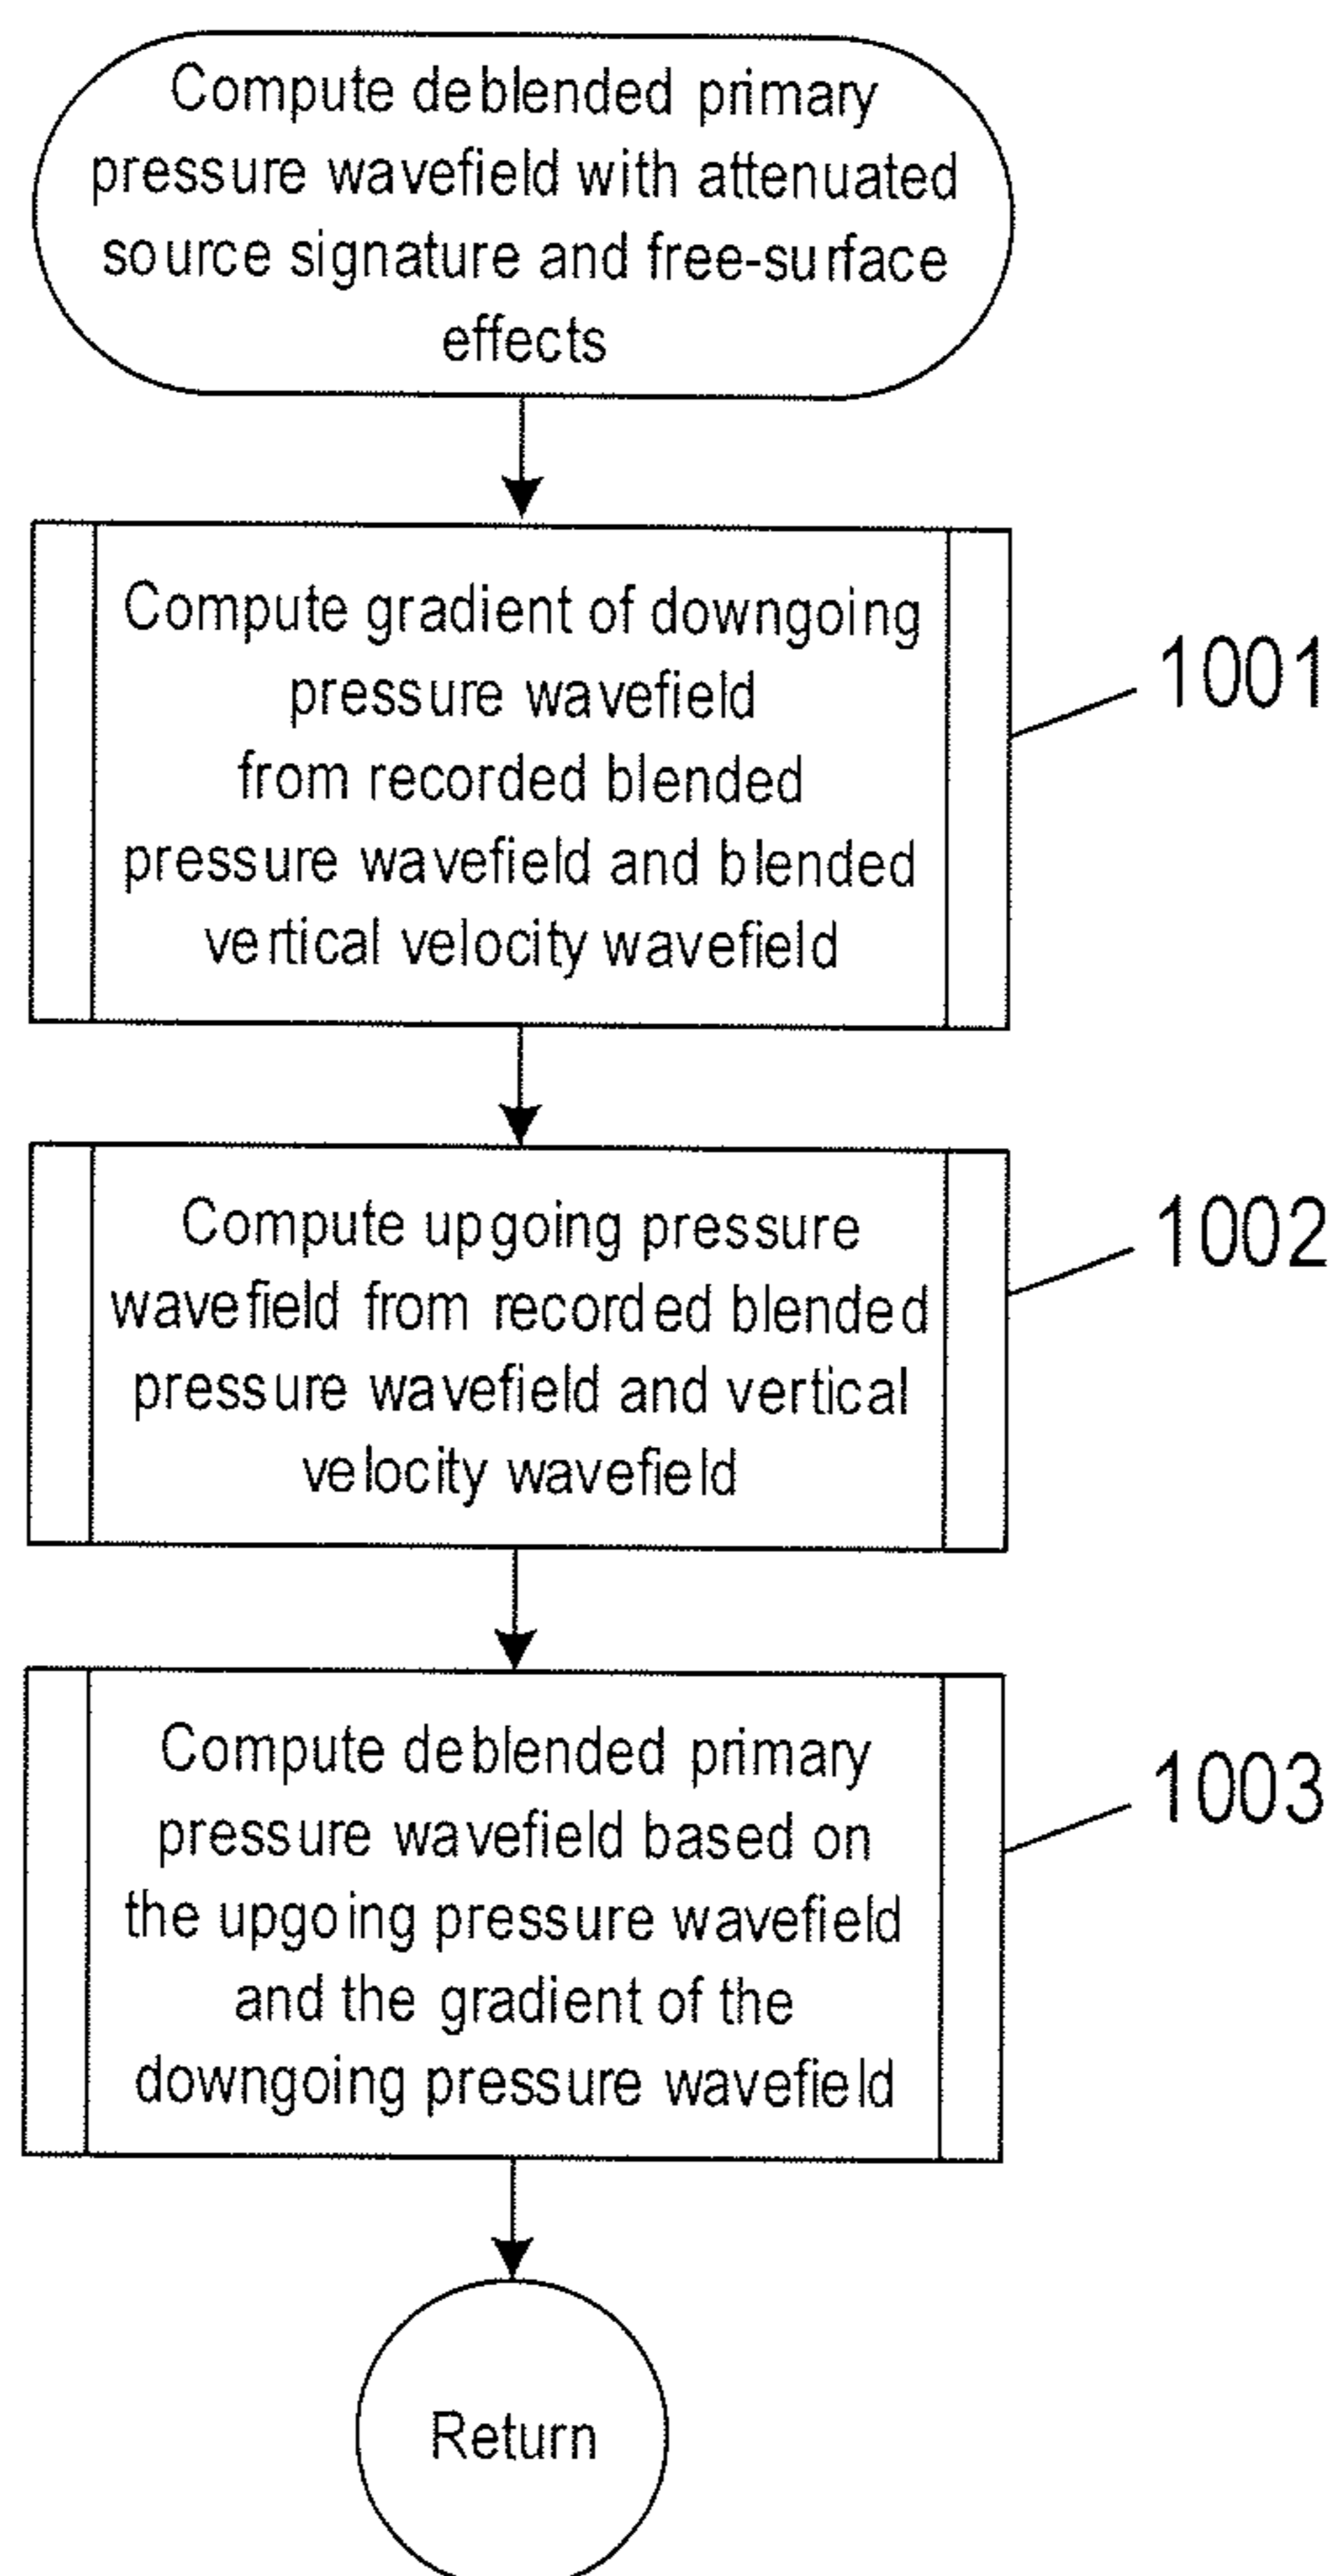 Compute deblended primary
pressure wavefield with attenuated
source signature and free-surface
effects
Compute gradient of downgoing
pressure wavefield
from recorded blended
pressure wavefield and blended
vertical velocity wavefield
1001
Compute upgoing pressure
wavefield from recorded blended
pressure wavefield and vertical
velocity wavefield
1002
Compute deblended primary
pressure wavefield based on
the upgoing pressure wavefield
and the gradient of the
downgoing pressure wavefield
1003
Return